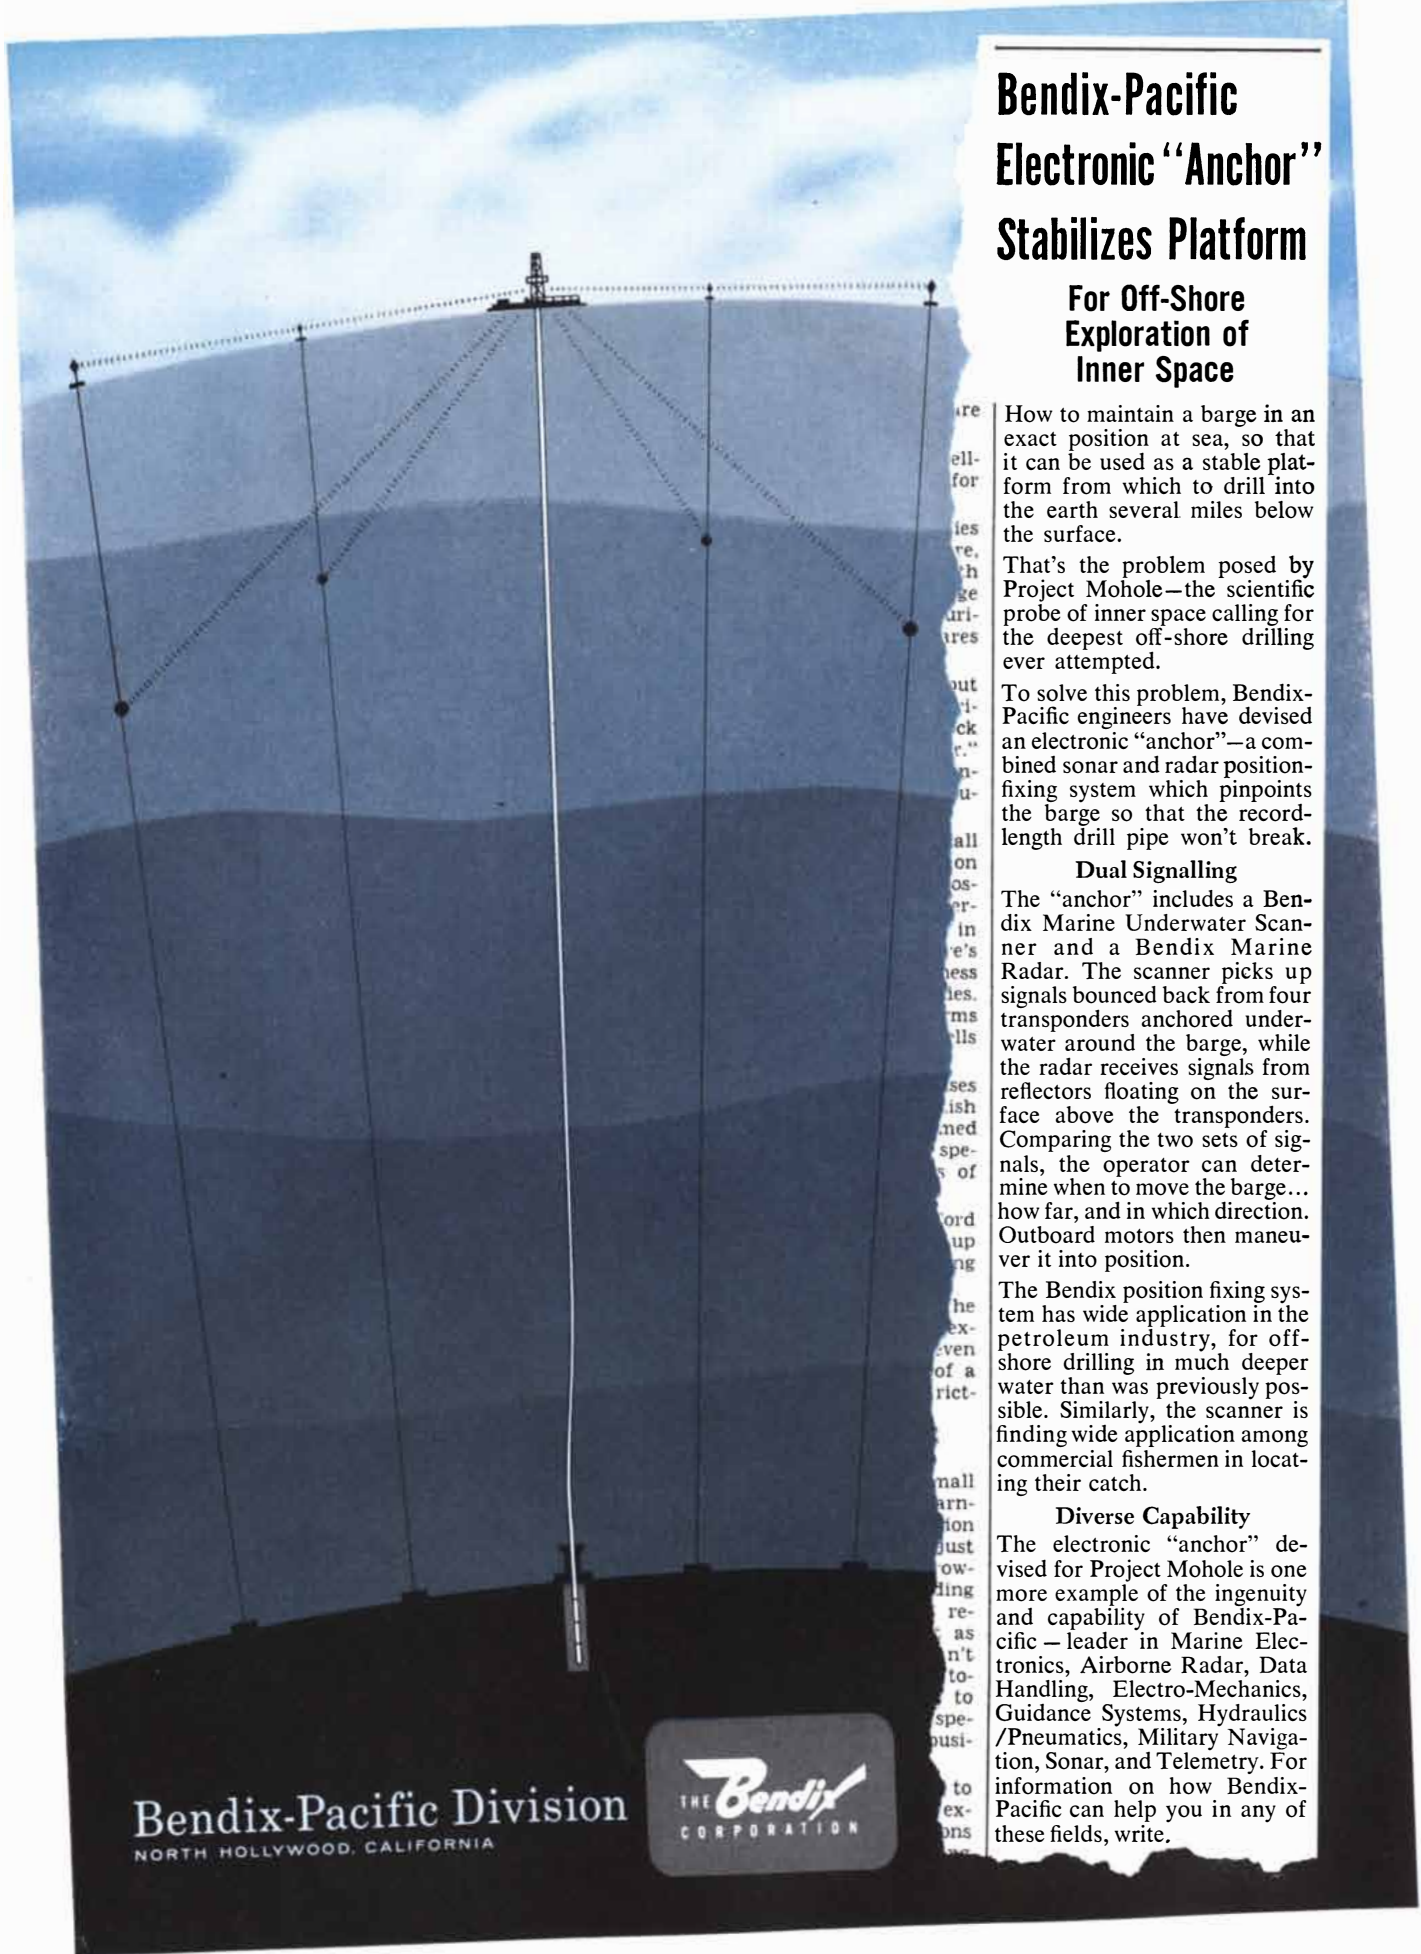 Bendix-Pacific
Electronic “Anchor”
Stabilizes Platform
For Off-Shore
Exploration of
Inner Space
How to maintain a barge in an
exact position at sea, so that
it can be used as a stable plat-
form from which to drill into
the earth several miles below
the surface.
That's the problem posed by
Project Mohole—the scientific
probe of inner space calling for
the deepest off-shore drilling
ever attempted.
To solve this problem, Bendix-
Pacific engineers have devised
an electronic “anchor”—a com-
bined sonar and radar position-
fixing system which pinpoints
the barge so that the record-
length drill pipe won't break.
Dual Signalling
The “anchor” includes a Ben-
dix Marine Underwater Scan-
ner and a Bendix Marine
Radar. The scanner picks up
signals bounced back from four
transponders anchored under-
water around the barge, while
the radar receives signals from
reflectors floating on the sur-
face above the transponders.
Comparing the two sets of sig-
nals, the operator can deter-
mine when to move the barge...
how far, and in which direction.
Outboard motors then maneu-
ver it into position.
The Bendix position fixing sys-
tem has wide application in the
petroleum industry, for off-
shore drilling in much deeper
water than was previously pos-
sible. Similarly, the scanner is
finding wide application among
commercial fishermen in locat-
ing their catch.
Diverse Capability
The electronic “anchor” de-
vised for Project Mohole is one
more example of the ingenuity
and capability of Bendix-Pa-
cific — leader in Marine Elec-
tronics, Airborne Radar, Data
Handling, Electro-Mechanics,
Guidance Systems, Hydraulics
/Pneumatics, Military Naviga-
tion, Sonar, and Telemetry. For
information on how Bendix-
Pacific can help you in any of
these fields, write.
Bendix-Pacific Division
NORTH HOLLYWOOD, CALIFORNIA
THE Bendix
CORPORATION